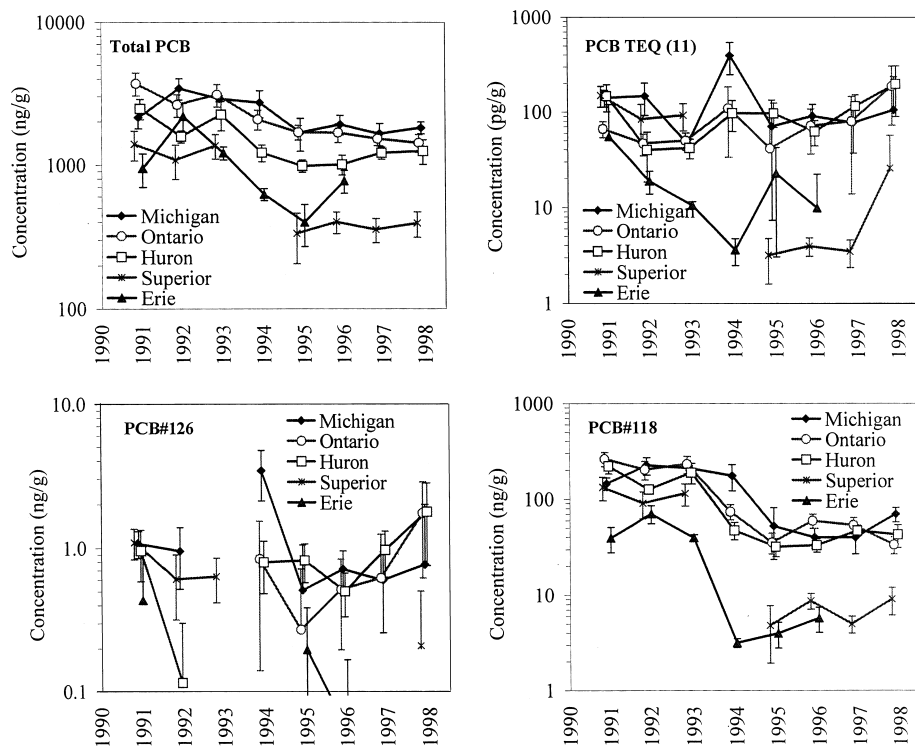 Total PCB
Concentration (ng/g)
10000
1000
100
Michigan
Ontario
Huron
Superior
Erie
1990
1991
1992
1993
1994
1995
1996
1997
1998
PCB TEQ (11)
Concentration (pg/g)
1000
100
10
1
Michigan
Ontario
Huron
Superior
Erie
1990
1991
1992
1993
1994
1995
1996
1997
1998
PCB#126
Concentration (ng/g)
10.0
1.0
0.1
Michigan
Ontario
Huron
Superior
Erie
1990
1991
1992
1993
1994
1995
1996
1997
1998
PCB#118
Concentration (ng/g)
1000
100
10
1
Michigan
Ontario
Huron
Superior
Erie
1990
1991
1992
1993
1994
1995
1996
1997
1998